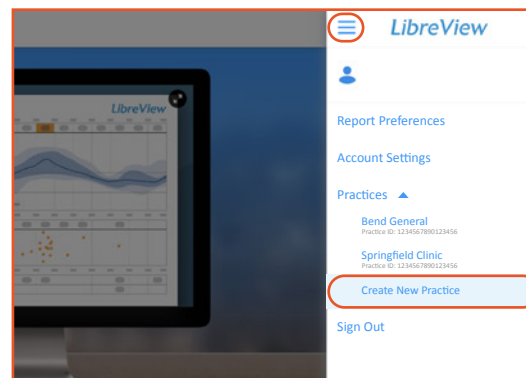 LibreView
LibreView
Report Preferences
Account Settings
Practices
Bend General
Practice ID: 1234567890123456
Springfield Clinic
Practice ID: 1234567890123456
Create New Practice
Sign Out